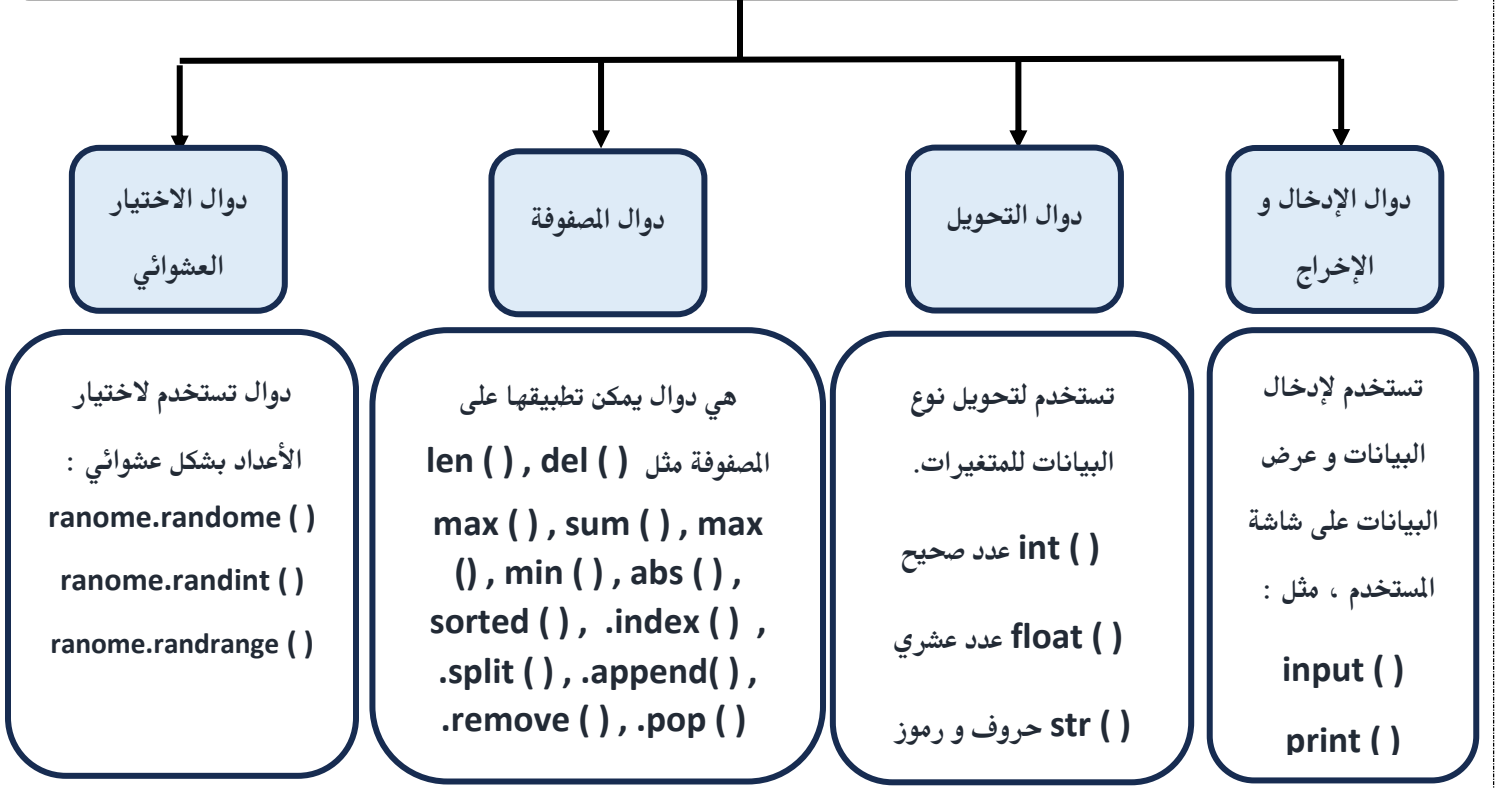 دوال الإدخال و
الإخراج
دوال التحويل
دوال المصفوفة
دوال الاختيار
العشوائي
تستخدم لإدخال
البيانات و عرض
البيانات على شاشة
المستخدم ، مثل :
input ( )
print ( )
تستخدم لتحويل نوع
البيانات للمتغيرات.
int ( ) عدد صحيح
float ( ) عدد عشري
str ( ) حروف و رموز
هي دوال يمكن تطبيقها على
المصفوفة مثل len ( ) , del ( )
max ( ) , sum ( ) , max
() , min ( ) , abs ( ) ,
sorted ( ) , .index ( ) ,
.split ( ) , .append( ) ,
.remove ( ) , .pop ( )
دوال تستخدم لاختيار
الأعداد بشكل عشوائي :
ranome.randome ( )
ranome.randint ( )
ranome.randrange ( )